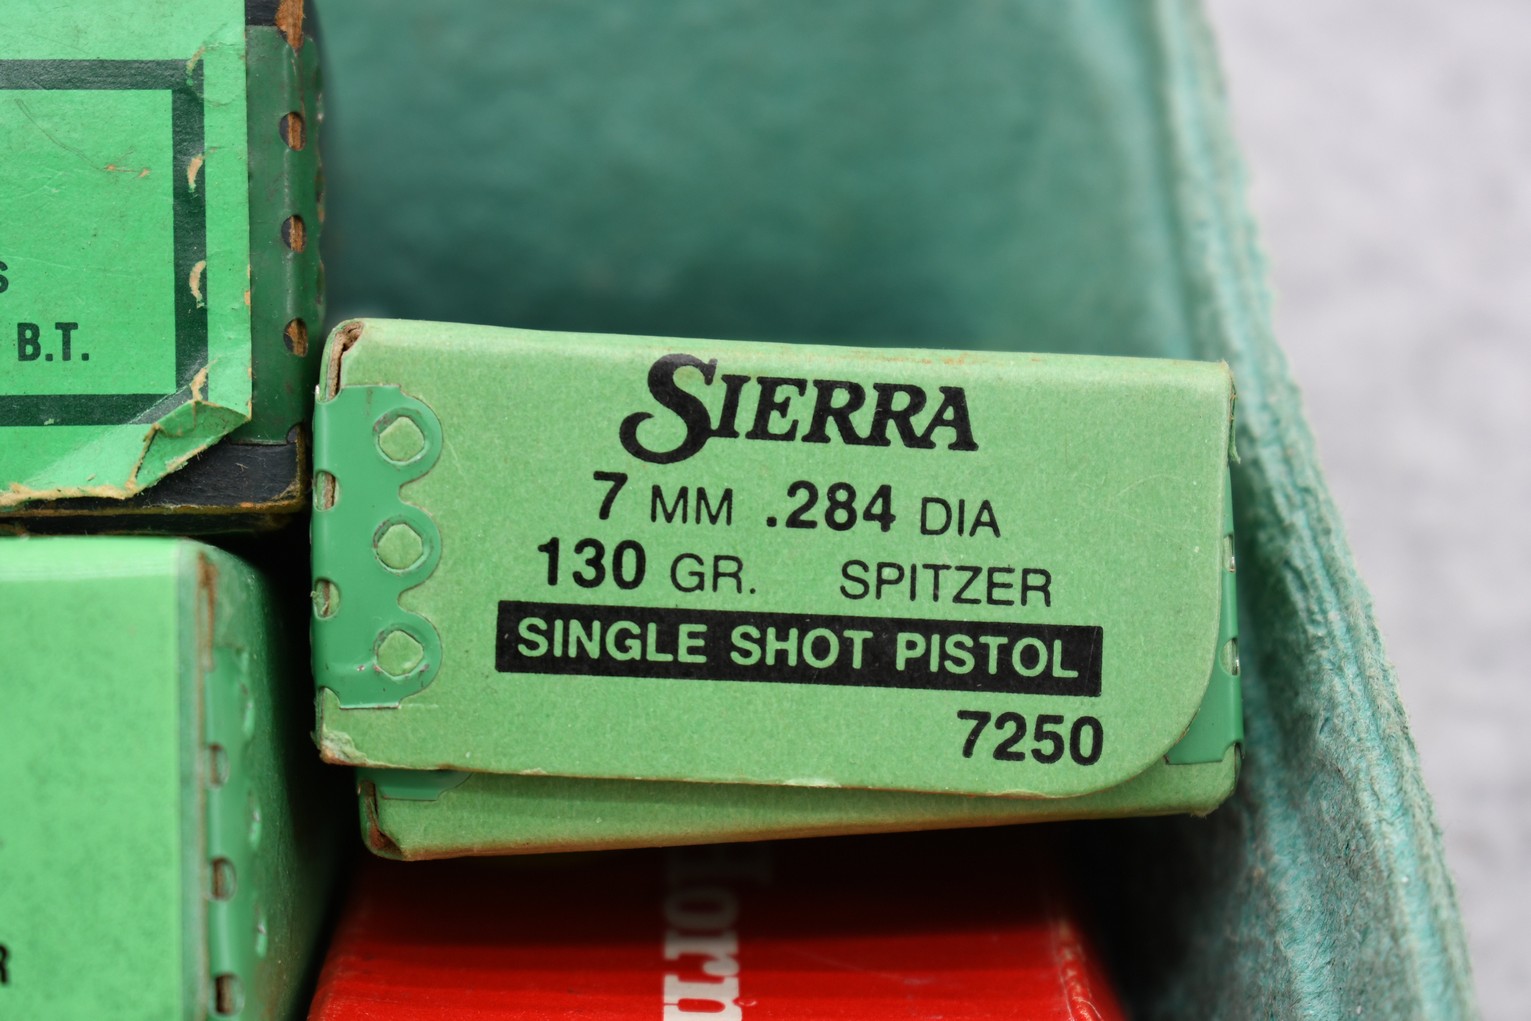 B.T.
SIERRA
7 MM .284 DIA
130 GR. SPITZER
SINGLE SHOT PISTOL
7250